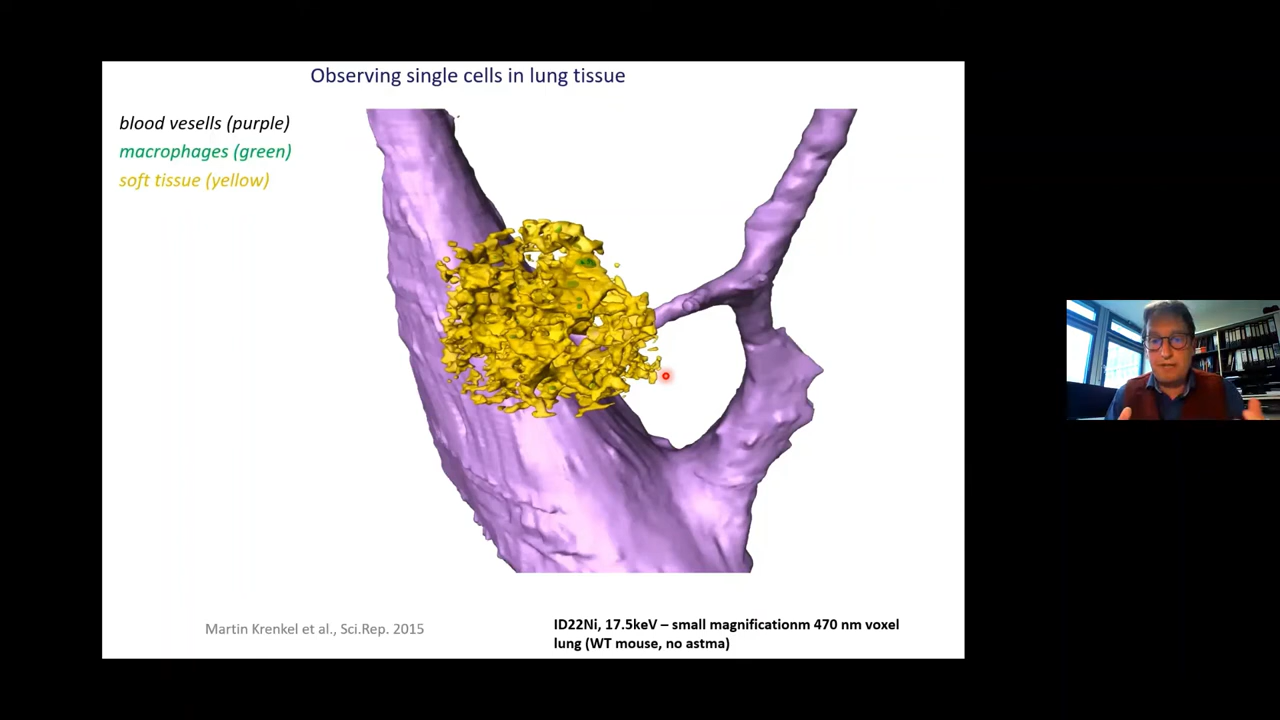 Observing single cells in lung tissue
blood vesells (purple)
macrophages (green)
soft tissue (yellow)
Martin Krenkel et al., Sci.Rep. 2015
ID22Ni, 17.5keV – small magnificationm 470 nm voxel
lung (WT mouse, no astma)